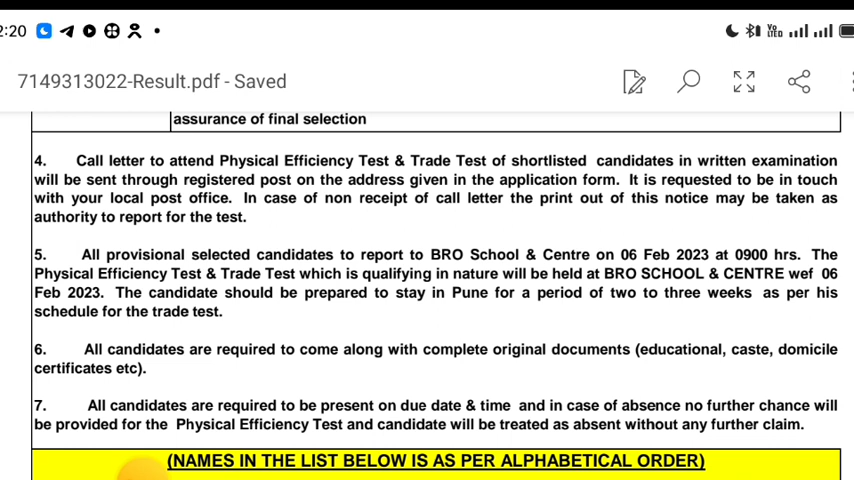 2:20
7149313022-Result.pdf - Saved
assurance of final selection
4. Call letter to attend Physical Efficiency Test & Trade Test of shortlisted candidates in written examination
will be sent through registered post on the address given in the application form. It is requested to be in touch
with your local post office. In case of non receipt of call letter the print out of this notice may be taken as
authority to report for the test.
5. All provisional selected candidates to report to BRO School & Centre on 06 Feb 2023 at 0900 hrs. The
Physical Efficiency Test & Trade Test which is qualifying in nature will be held at BRO SCHOOL & CENTRE wef 06
Feb 2023. The candidate should be prepared to stay in Pune for a period of two to three weeks as per his
schedule for the trade test.
6. All candidates are required to come along with complete original documents (educational, caste, domicile
certificates etc).
7. All candidates are required to be present on due date & time and in case of absence no further chance will
be provided for the Physical Efficiency Test and candidate will be treated as absent without any further claim.
(NAMES IN THE LIST BELOW IS AS PER ALPHABETICAL ORDER)